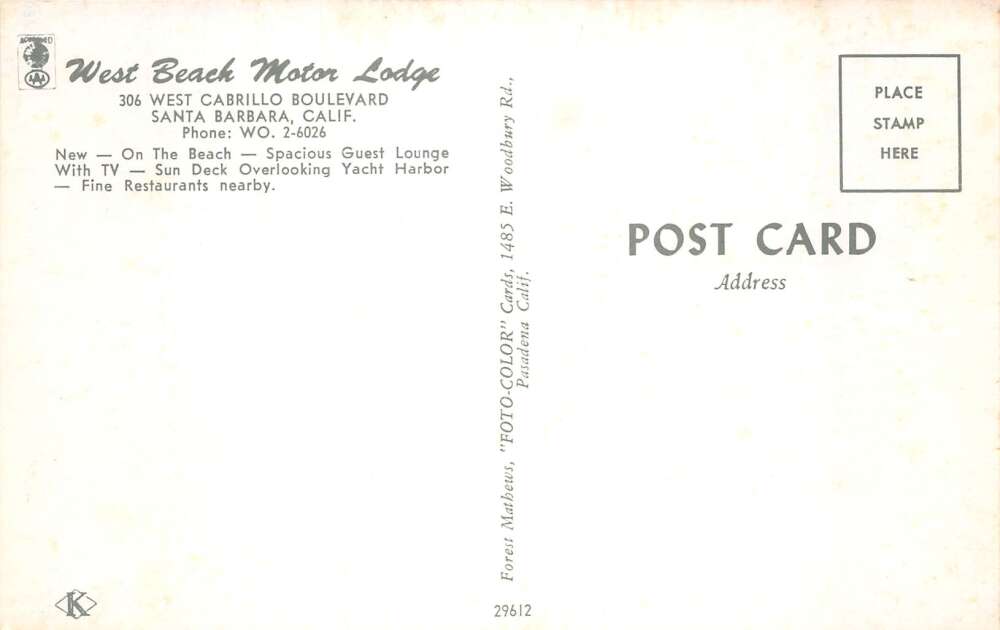 West Beach Motor Lodge
306 WEST CABRILLO BOULEVARD
SANTA BARBARA, CALIF.
Phone: WO. 2-6026
New — On The Beach — Spacious Guest Lounge
With TV — Sun Deck Overlooking Yacht Harbor
— Fine Restaurants nearby.
AAA
K
Forest Mathews, "FOTO-COLOR" Cards, 1485 E. Woodbury Rd.,
Pasadena Calif.
29612
PLACE
STAMP
HERE
POST CARD
Address